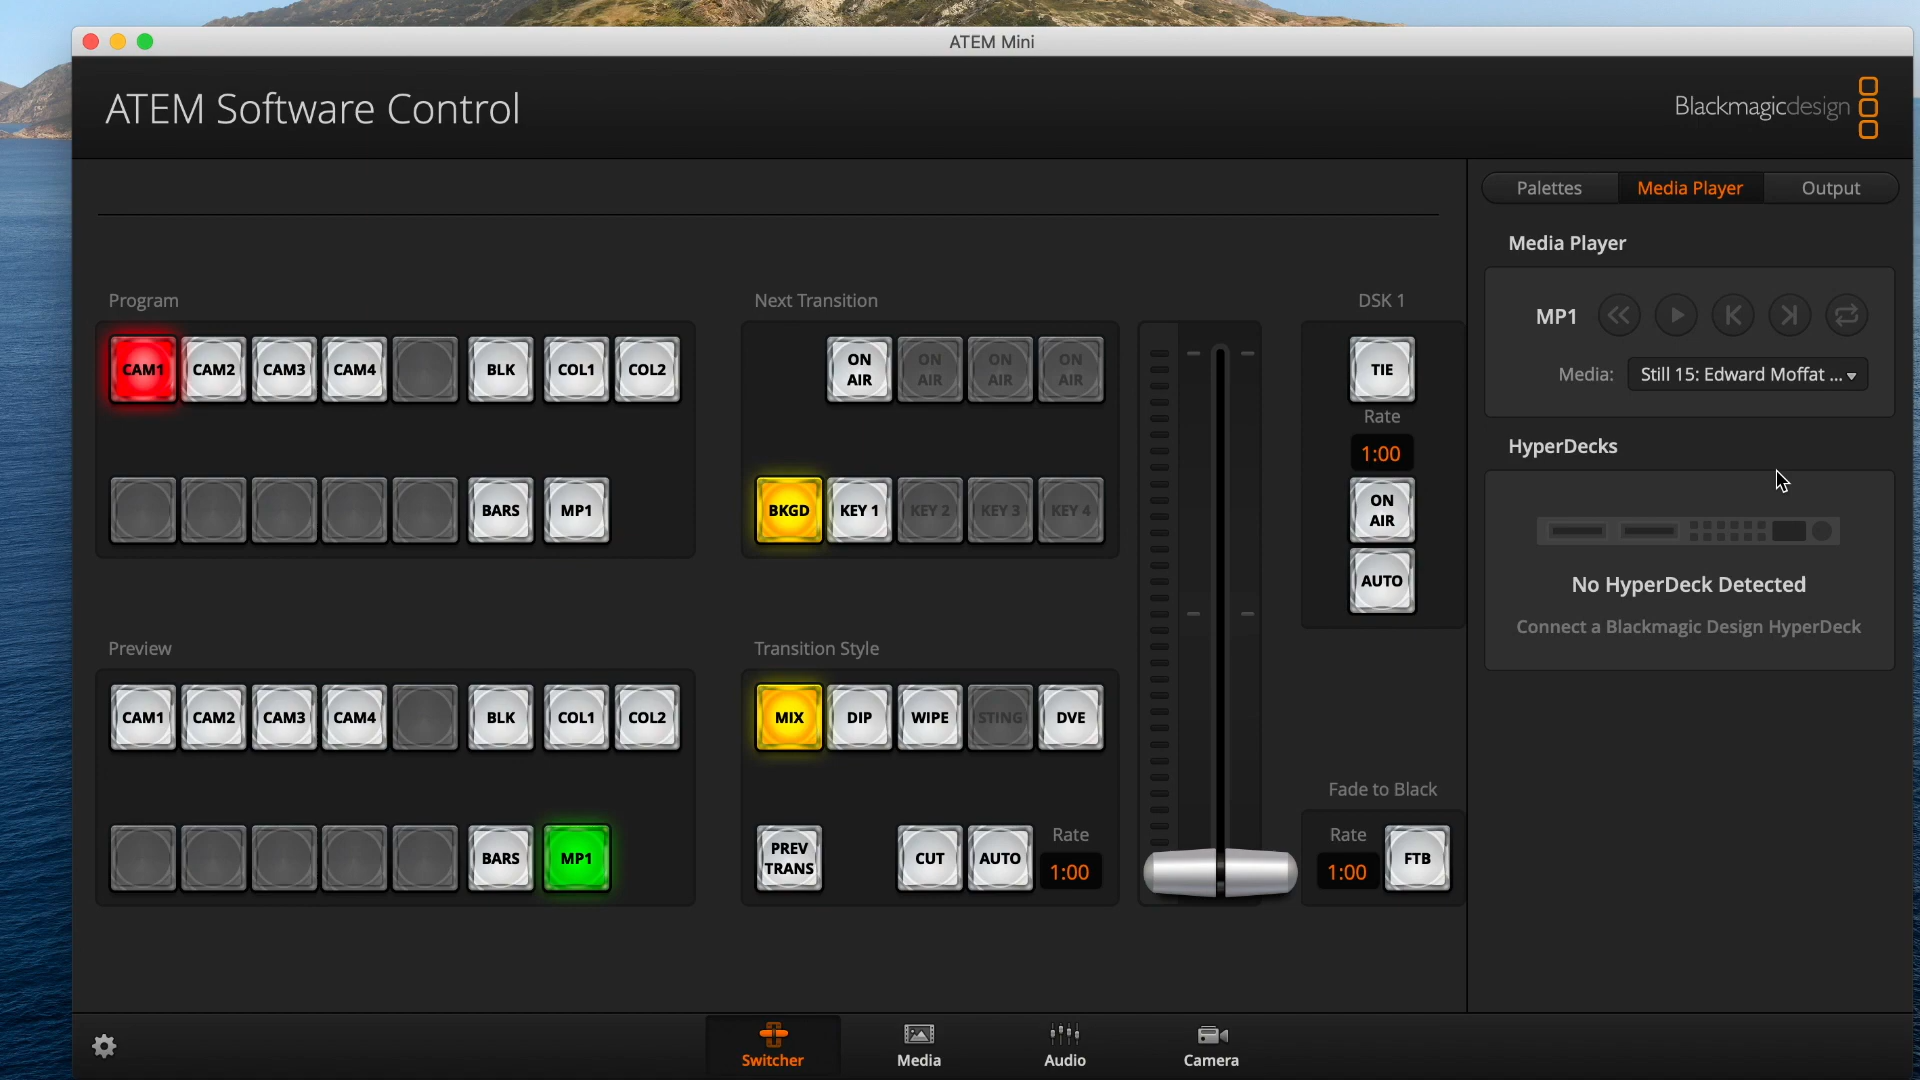 ATEM Mini
ATEM Software Control
Blackmagicdesign
Palettes
Media Player
Output
Media Player
MP1
Media:
Still 15: Edward Moffat ...
HyperDecks
No HyperDeck Detected
Connect a Blackmagic Design HyperDeck
Program
CAM1
CAM2
CAM3
CAM4
BLK
COL1
COL2
BARS
MP1
Next Transition
ON
AIR
ON
AIR
ON
AIR
ON
AIR
BKGD
KEY 1
KEY 2
KEY 3
KEY 4
DSK 1
TIE
Rate
1:00
ON
AIR
AUTO
Preview
CAM1
CAM2
CAM3
CAM4
BLK
COL1
COL2
BARS
MP1
Transition Style
MIX
DIP
WIPE
STING
DVE
PREV
TRANS
CUT
AUTO
Rate
1:00
Fade to Black
Rate
1:00
FTB
Switcher
Media
Audio
Camera